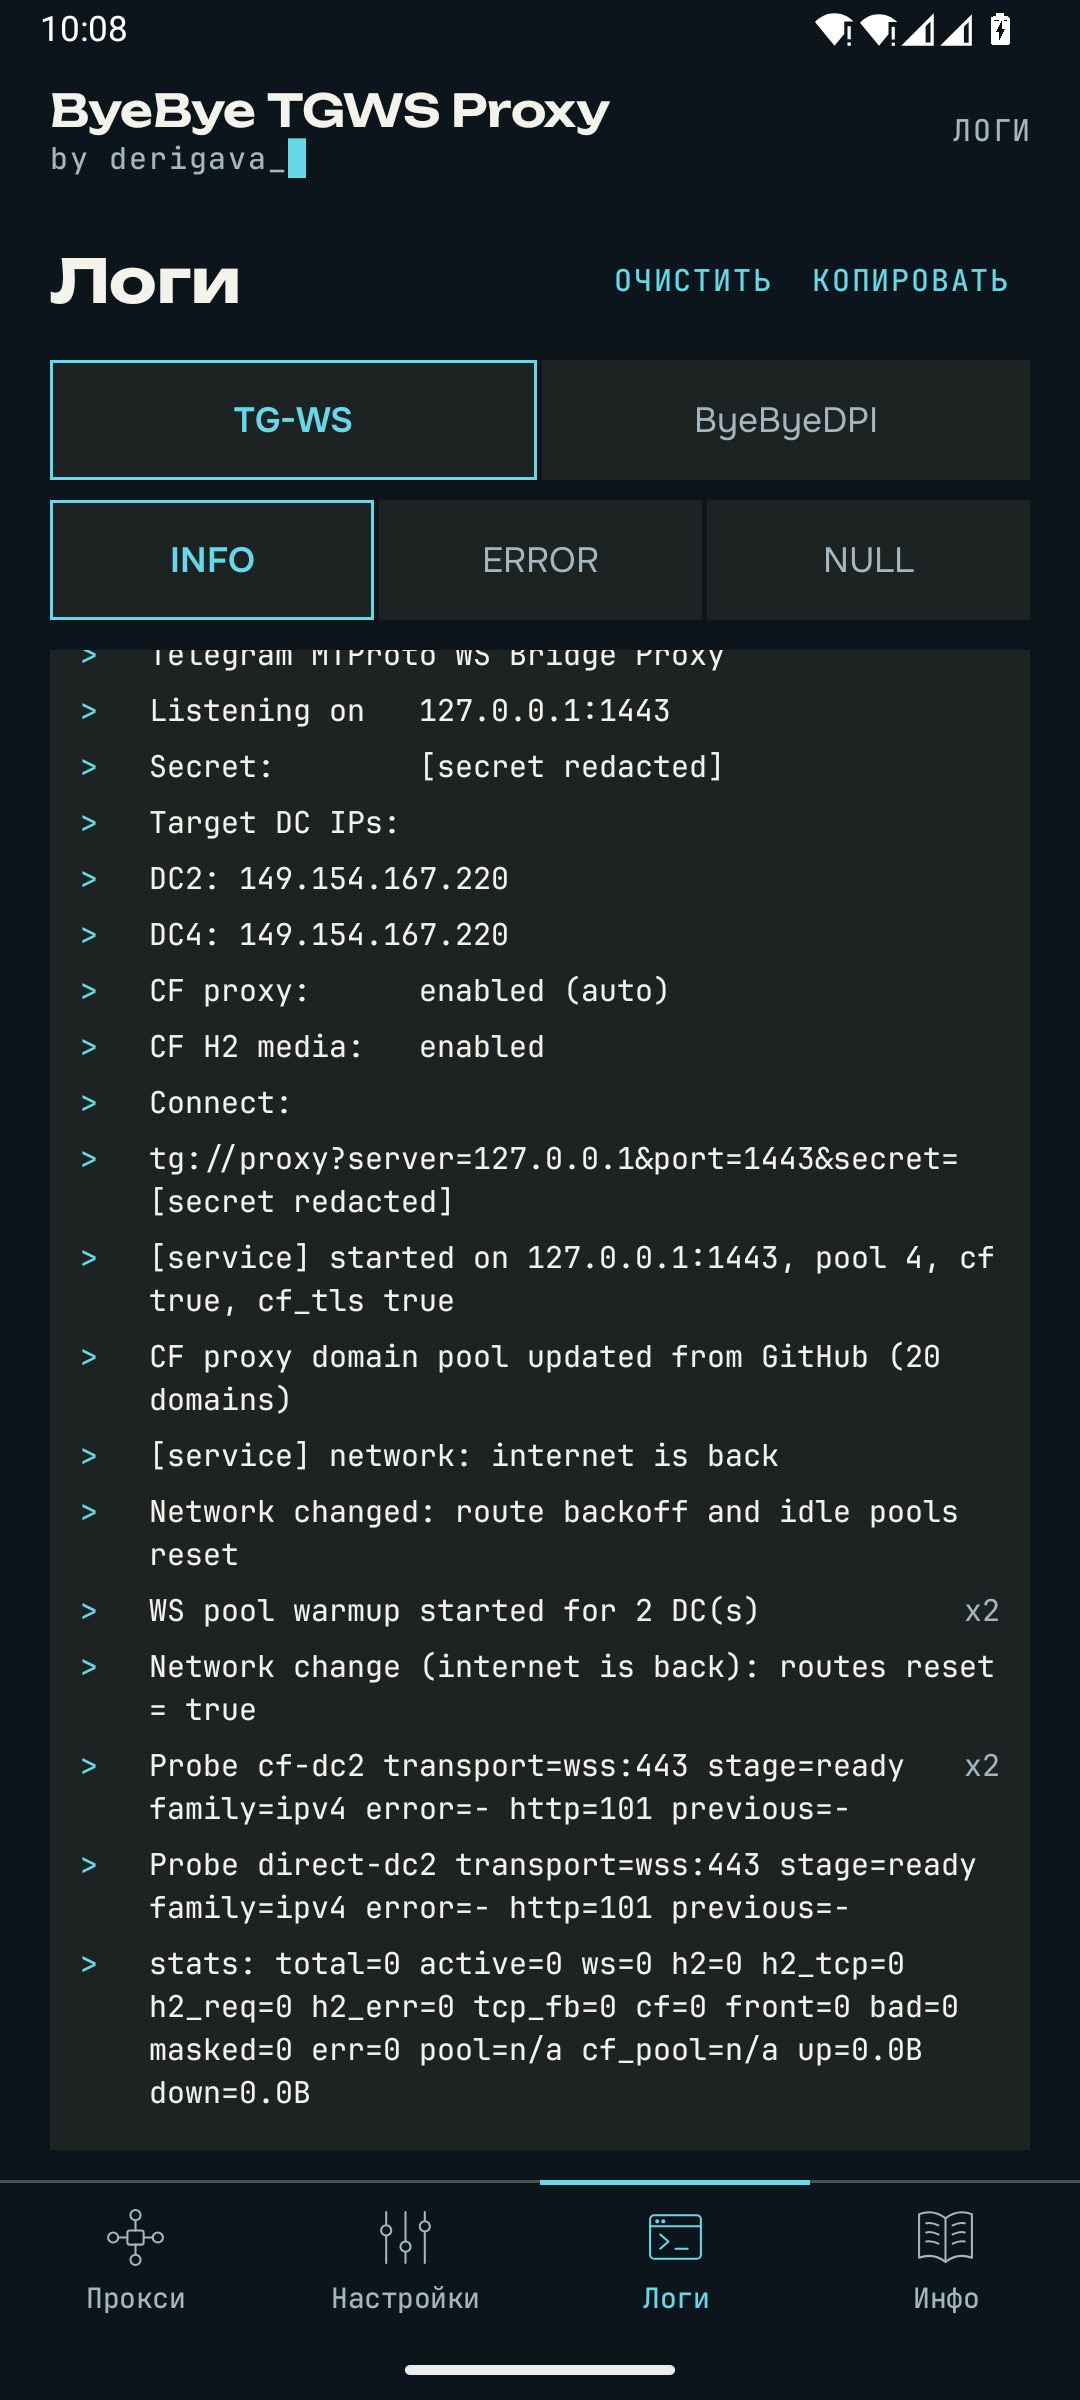 10:08
ByeBye TGWS Proxy
by derigava_
ЛОГИ
Логи
ОЧИСТИТЬ КОПИРОВАТЬ
TG-WS ByeByeDPI
INFO ERROR NULL
> Telegram MTProto WS Bridge Proxy
> Listening on 127.0.0.1:1443
> Secret: [secret redacted]
> Target DC IPs:
> DC2: 149.154.167.220
> DC4: 149.154.167.220
> CF proxy: enabled (auto)
> CF H2 media: enabled
> Connect:
> tg://proxy?server=127.0.0.1&port=1443&secret=
[secret redacted]
> [service] started on 127.0.0.1:1443, pool 4, cf
true, cf_tls true
> CF proxy domain pool updated from GitHub (20
domains)
> [service] network: internet is back
> Network changed: route backoff and idle pools
reset
> WS pool warmup started for 2 DC(s) x2
> Network change (internet is back): routes reset
= true
> Probe cf-dc2 transport=wss:443 stage=ready x2
family=ipv4 error=- http=101 previous=-
> Probe direct-dc2 transport=wss:443 stage=ready
family=ipv4 error=- http=101 previous=-
> stats: total=0 active=0 ws=0 h2=0 h2_tcp=0
h2_req=0 h2_err=0 tcp_fb=0 cf=0 front=0 bad=0
masked=0 err=0 pool=n/a cf_pool=n/a up=0.0B
down=0.0B
Прокси Настройки Логи Инфо